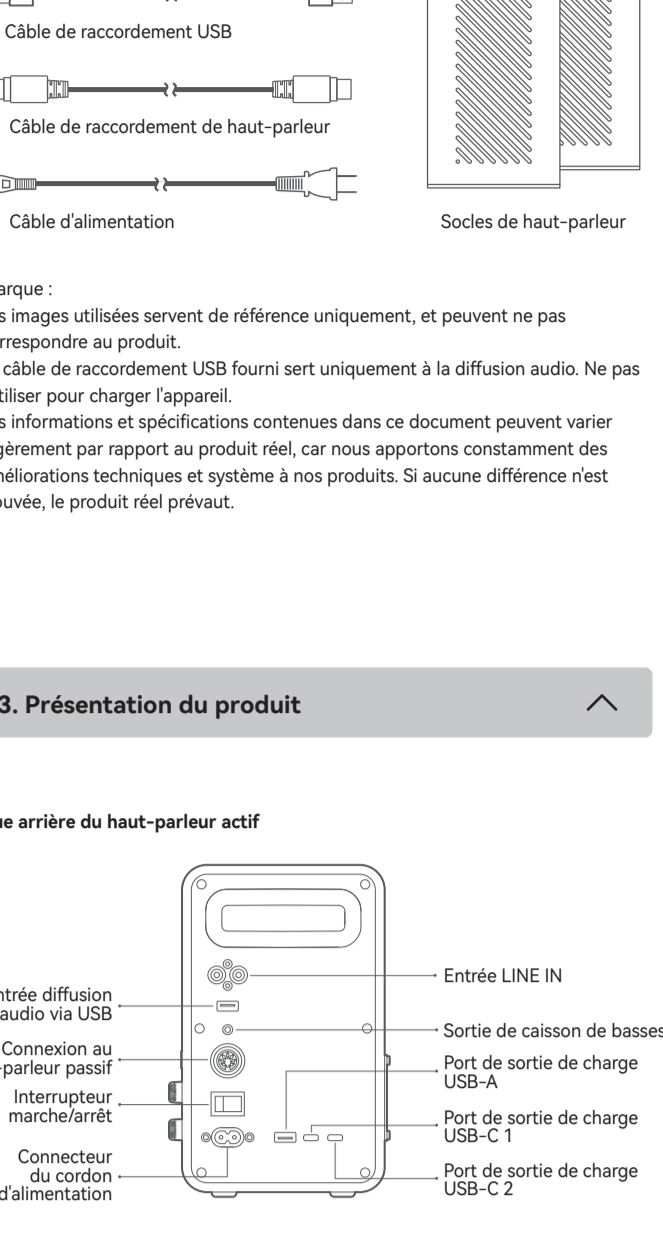 Câble de raccordement USB
Câble de raccordement de haut-parleur
Câble d'alimentation
Socles de haut-parleur
arque :
s images utilisées servent de référence uniquement, et peuvent ne pas
rrespondre au produit.
câble de raccordement USB fourni sert uniquement à la diffusion audio. Ne pas
tiliser pour charger l'appareil.
s informations et spécifications contenues dans ce document peuvent varier
gèrement par rapport au produit réel, car nous apportons constamment des
méliorations techniques et système à nos produits. Si aucune différence n'est
ouvée, le produit réel prévaut.
3. Présentation du produit
ue arrière du haut-parleur actif
ntrée diffusion
audio via USB
Connexion au
-parleur passif
Interrupteur
marche/arrêt
Connecteur
du cordon
d'alimentation
Entrée LINE IN
Sortie de caisson de basses
Port de sortie de charge
USB-A
Port de sortie de charge
USB-C 1
Port de sortie de charge
USB-C 2